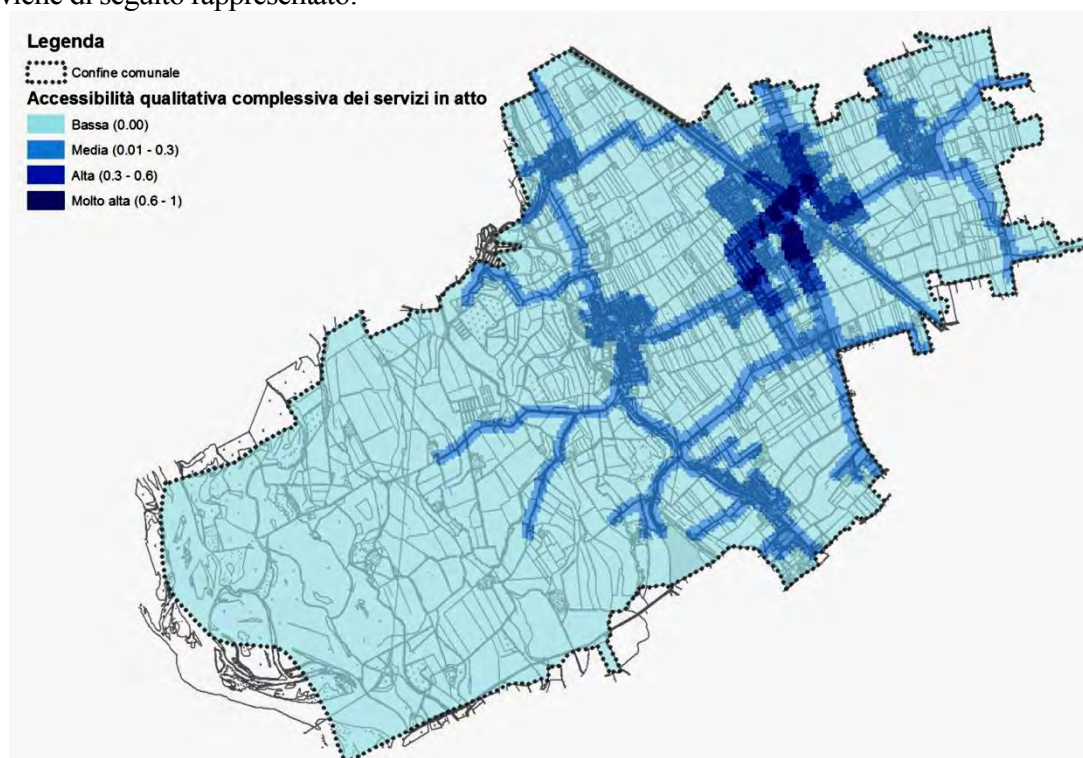 viene di seguito rappresentato:
Legenda
Confine comunale
Accessibilità qualitativa complessiva dei servizi in atto
Bassa (0.00)
Media (0.01 - 0.3)
Alta (0.3 - 0.6)
Molto alta (0.6 - 1)